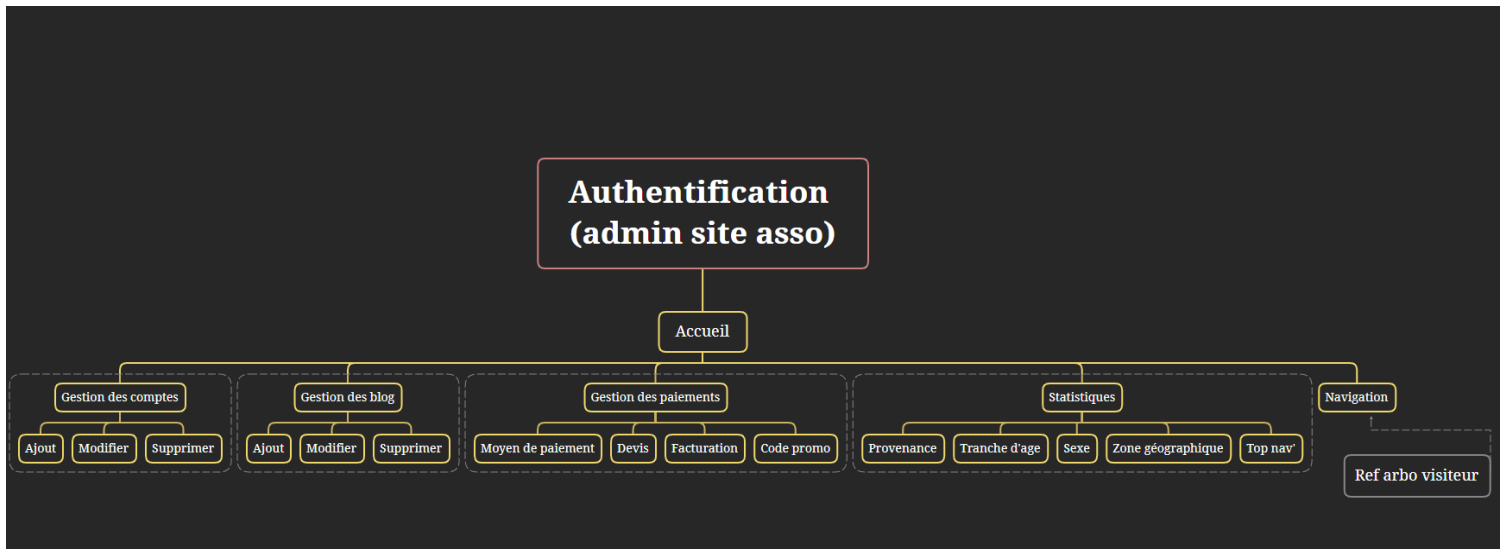 Authentification
(admin site asso)
Accueil
Gestion des comptes
Gestion des blog
Gestion des paiements
Statistiques
Navigation
Ajout
Modifier
Supprimer
Ajout
Modifier
Supprimer
Moyen de paiement
Devis
Facturation
Code promo
Provenance
Tranche d'age
Sexe
Zone géographique
Top nav'
Ref arbo visiteur